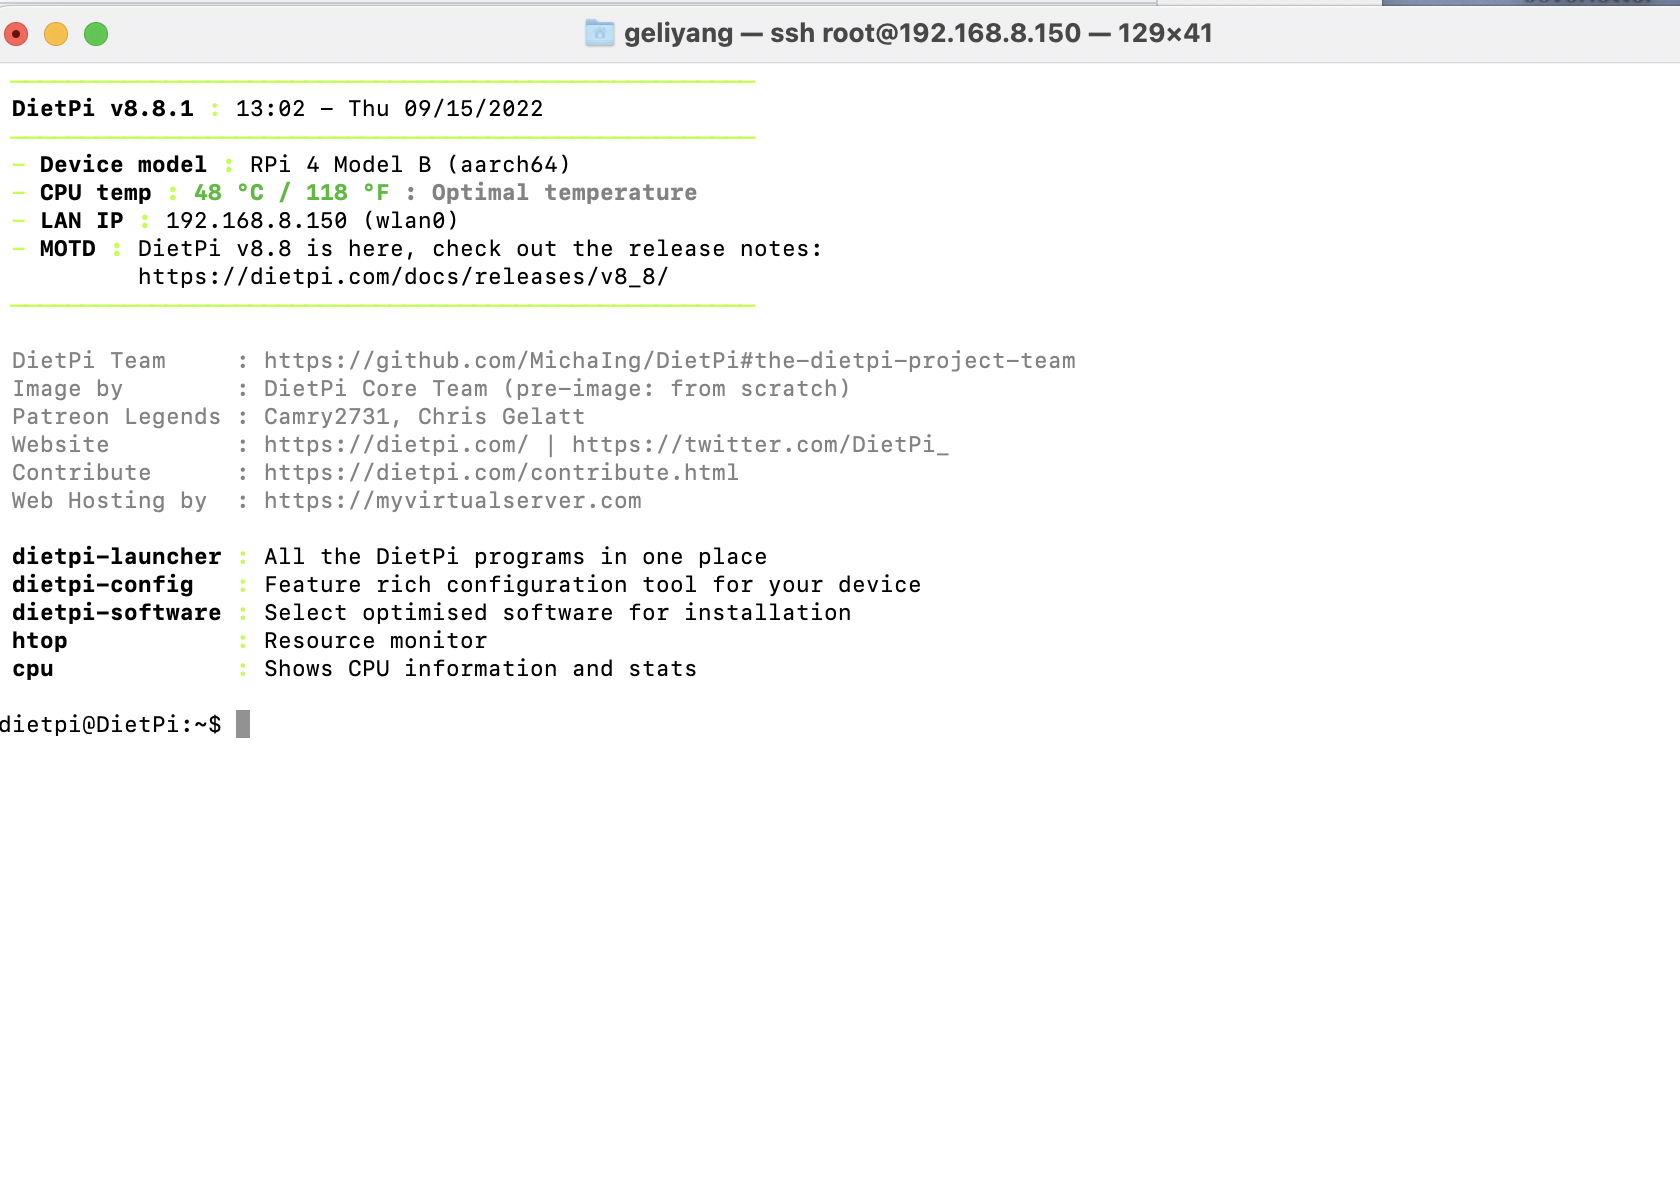 geliyang — ssh root@192.168.8.150 — 129×41
DietPi v8.8.1 : 13:02 - Thu 09/15/2022
- Device model : RPi 4 Model B (aarch64)
- CPU temp : 48 °C / 118 °F : Optimal temperature
- LAN IP : 192.168.8.150 (wlan0)
- MOTD : DietPi v8.8 is here, check out the release notes:
https://dietpi.com/docs/releases/v8_8/
DietPi Team : https://github.com/MichaIng/DietPi#the-dietpi-project-team
Image by : DietPi Core Team (pre-image: from scratch)
Patreon Legends : Camry2731, Chris Gelatt
Website : https://dietpi.com/ | https://twitter.com/DietPi_
Contribute : https://dietpi.com/contribute.html
Web Hosting by : https://myvirtualserver.com
dietpi-launcher : All the DietPi programs in one place
dietpi-config : Feature rich configuration tool for your device
dietpi-software : Select optimised software for installation
htop : Resource monitor
cpu : Shows CPU information and stats
dietpi@DietPi:~$